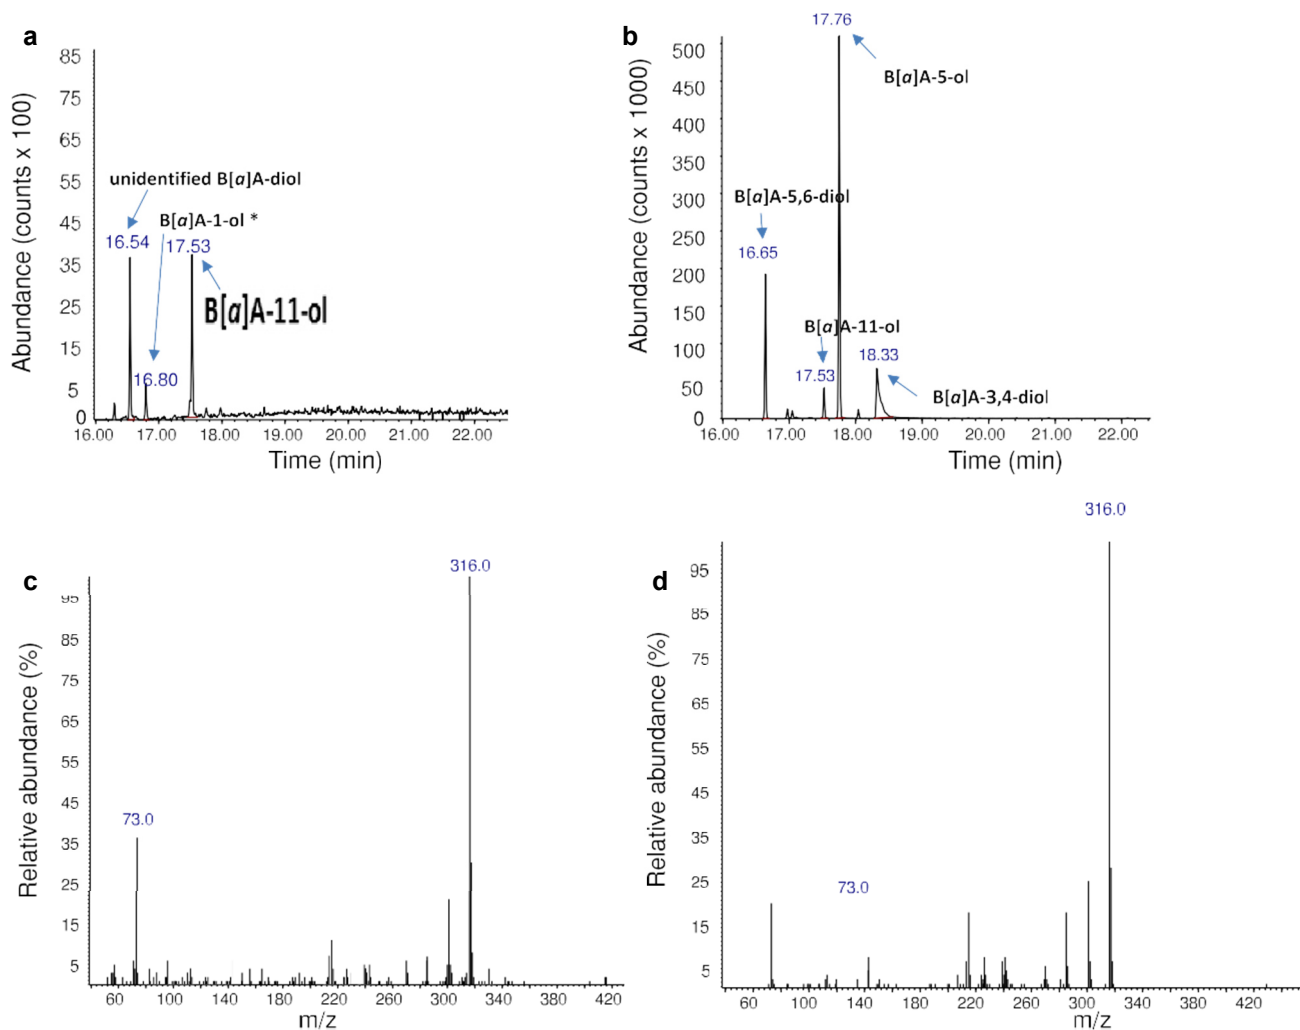 a
Abundance (counts x 100)
85
75
65
55
45
35
25
15
5
0
unidentified B[a]A-diol
B[a]A-1-ol *
16.54
17.53
B[a]A-11-ol
16.80
16.00 17.00 18.00 19.00 20.00 21.00 22.00
Time (min)
b
Abundance (counts x 1000)
500
450
400
350
300
250
200
150
100
50
0
17.76
B[a]A-5-ol
B[a]A-5,6-diol
16.65
B[a]A-11-ol
17.53
18.33
B[a]A-3,4-diol
16.00 17.00 18.00 19.00 20.00 21.00 22.00
Time (min)
c
Relative abundance (%)
95
85
75
65
55
45
35
25
15
5
316.0
73.0
60 100 140 180 220 260 300 340 380 420
m/z
d
Relative abundance (%)
95
85
75
65
55
45
35
25
15
5
316.0
73.0
60 100 140 180 220 260 300 340 380 420
m/z